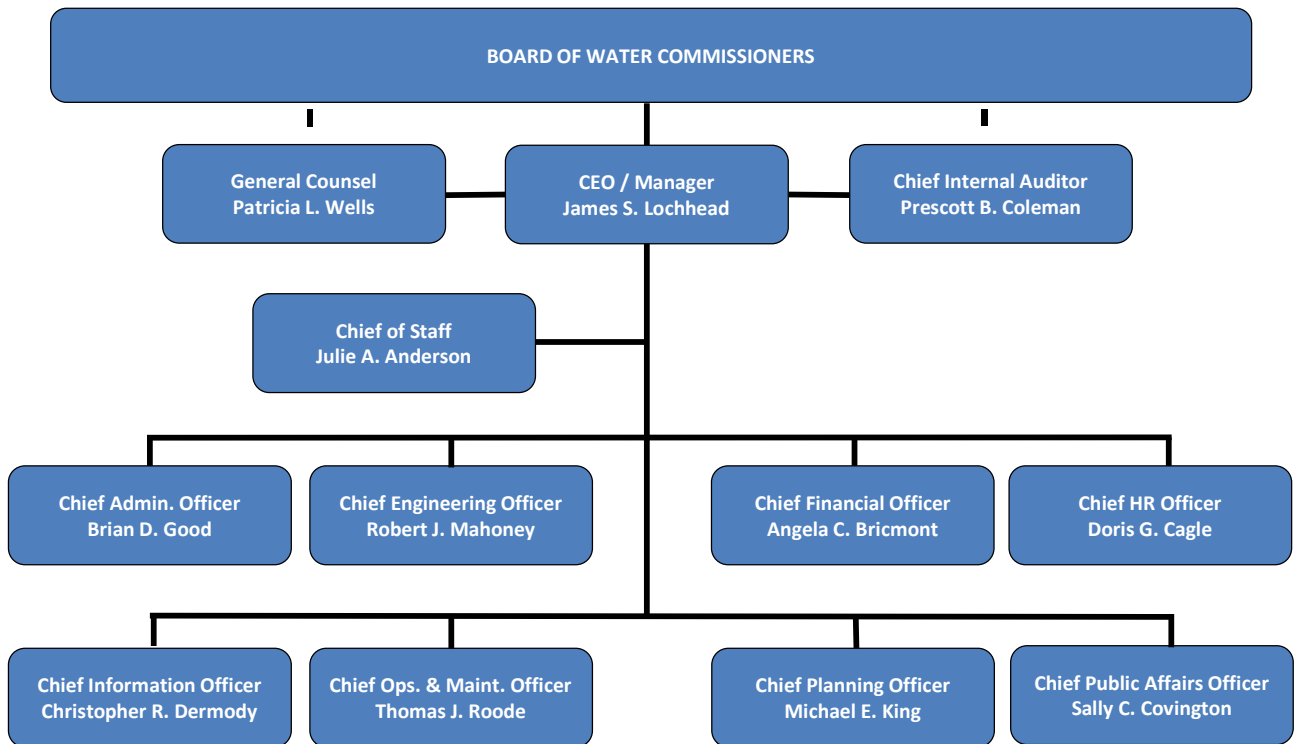 BOARD OF WATER COMMISSIONERS
General Counsel
Patricia L. Wells
CEO / Manager
James S. Lochhead
Chief Internal Auditor
Prescott B. Coleman
Chief of Staff
Julie A. Anderson
Chief Admin. Officer
Brian D. Good
Chief Engineering Officer
Robert J. Mahoney
Chief Financial Officer
Angela C. Bricmont
Chief HR Officer
Doris G. Cagle
Chief Information Officer
Christopher R. Dermody
Chief Ops. & Maint. Officer
Thomas J. Roode
Chief Planning Officer
Michael E. King
Chief Public Affairs Officer
Sally C. Covington